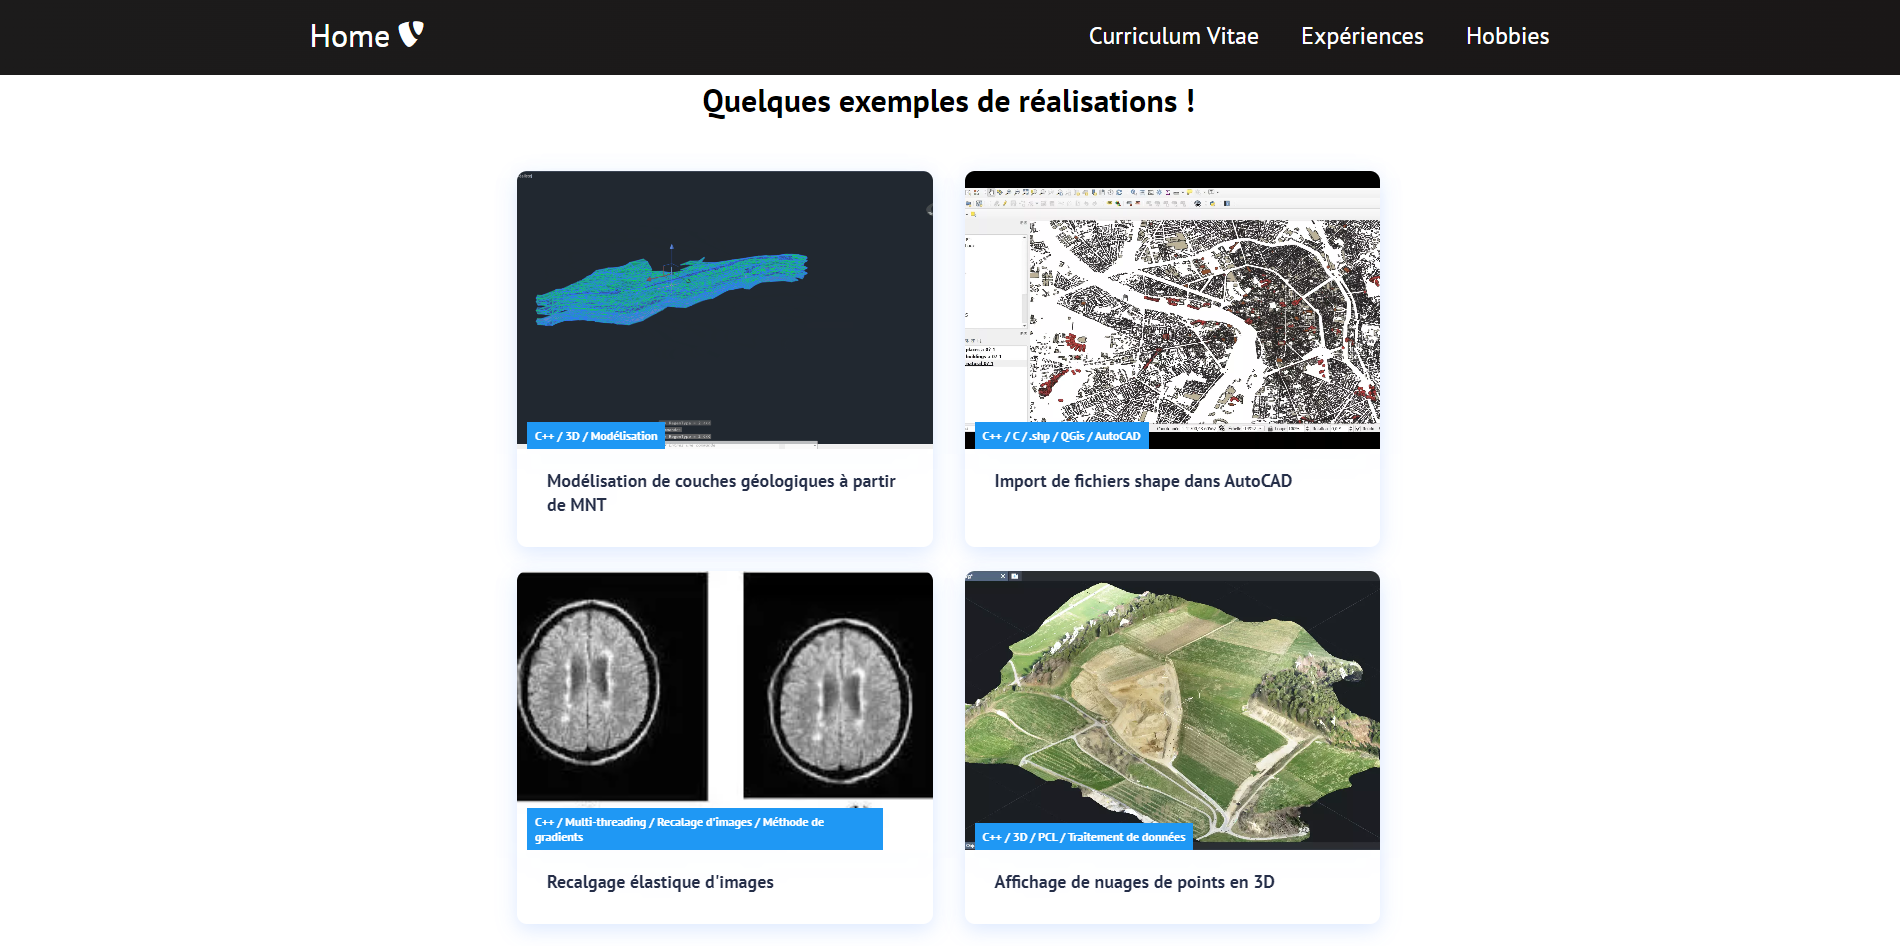 Home
Curriculum Vitae
Expériences
Hobbies
Quelques exemples de réalisations !
C++ / 3D / Modélisation
C++ / C / .shp / QGis / AutoCAD
Modélisation de couches géologiques à partir
de MNT
Import de fichiers shape dans AutoCAD
C++ / Multi-threading / Recalage d'images / Méthode de
gradients
C++ / 3D / PCL / Traitement de données
Recalgage élastique d'images
Affichage de nuages de points en 3D